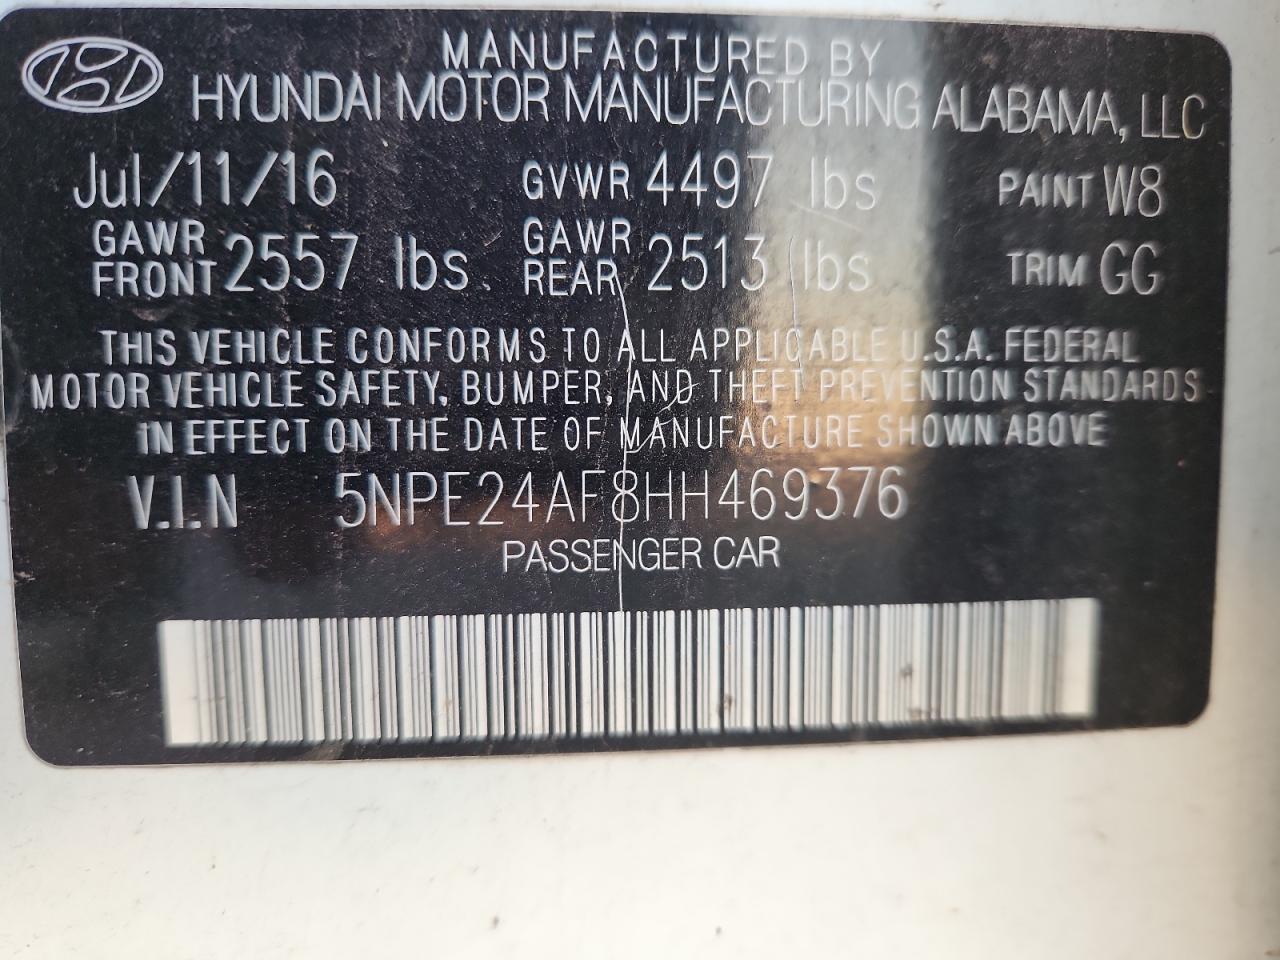 MANUFACTURED BY
HYUNDAI MOTOR MANUFACTURING ALABAMA, LLC
Jul/11/16 GVWR 4497 lbs PAINT W8
GAWR FRONT 2557 lbs GAWR REAR 2513 lbs TRIM GG
THIS VEHICLE CONFORMS TO ALL APPLICABLE U.S.A. FEDERAL
MOTOR VEHICLE SAFETY, BUMPER, AND THEFT PREVENTION STANDARDS
IN EFFECT ON THE DATE OF MANUFACTURE SHOWN ABOVE
V.I.N 5NPE24AF8HH469376
PASSENGER CAR